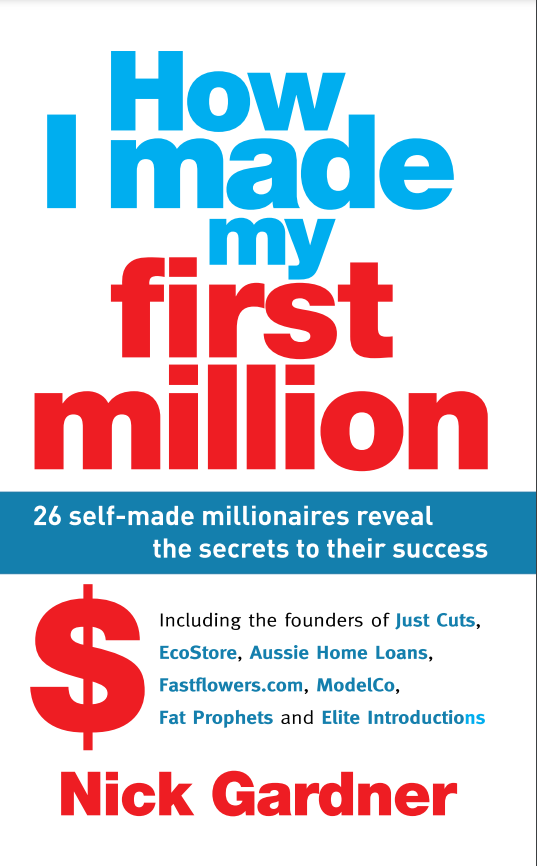 How
I made
my
first
million
26 self-made millionaires reveal
the secrets to their success
$
Including the founders of Just Cuts,
EcoStore, Aussie Home Loans,
Fastflowers.com, ModelCo,
Fat Prophets and Elite Introductions
Nick Gardner